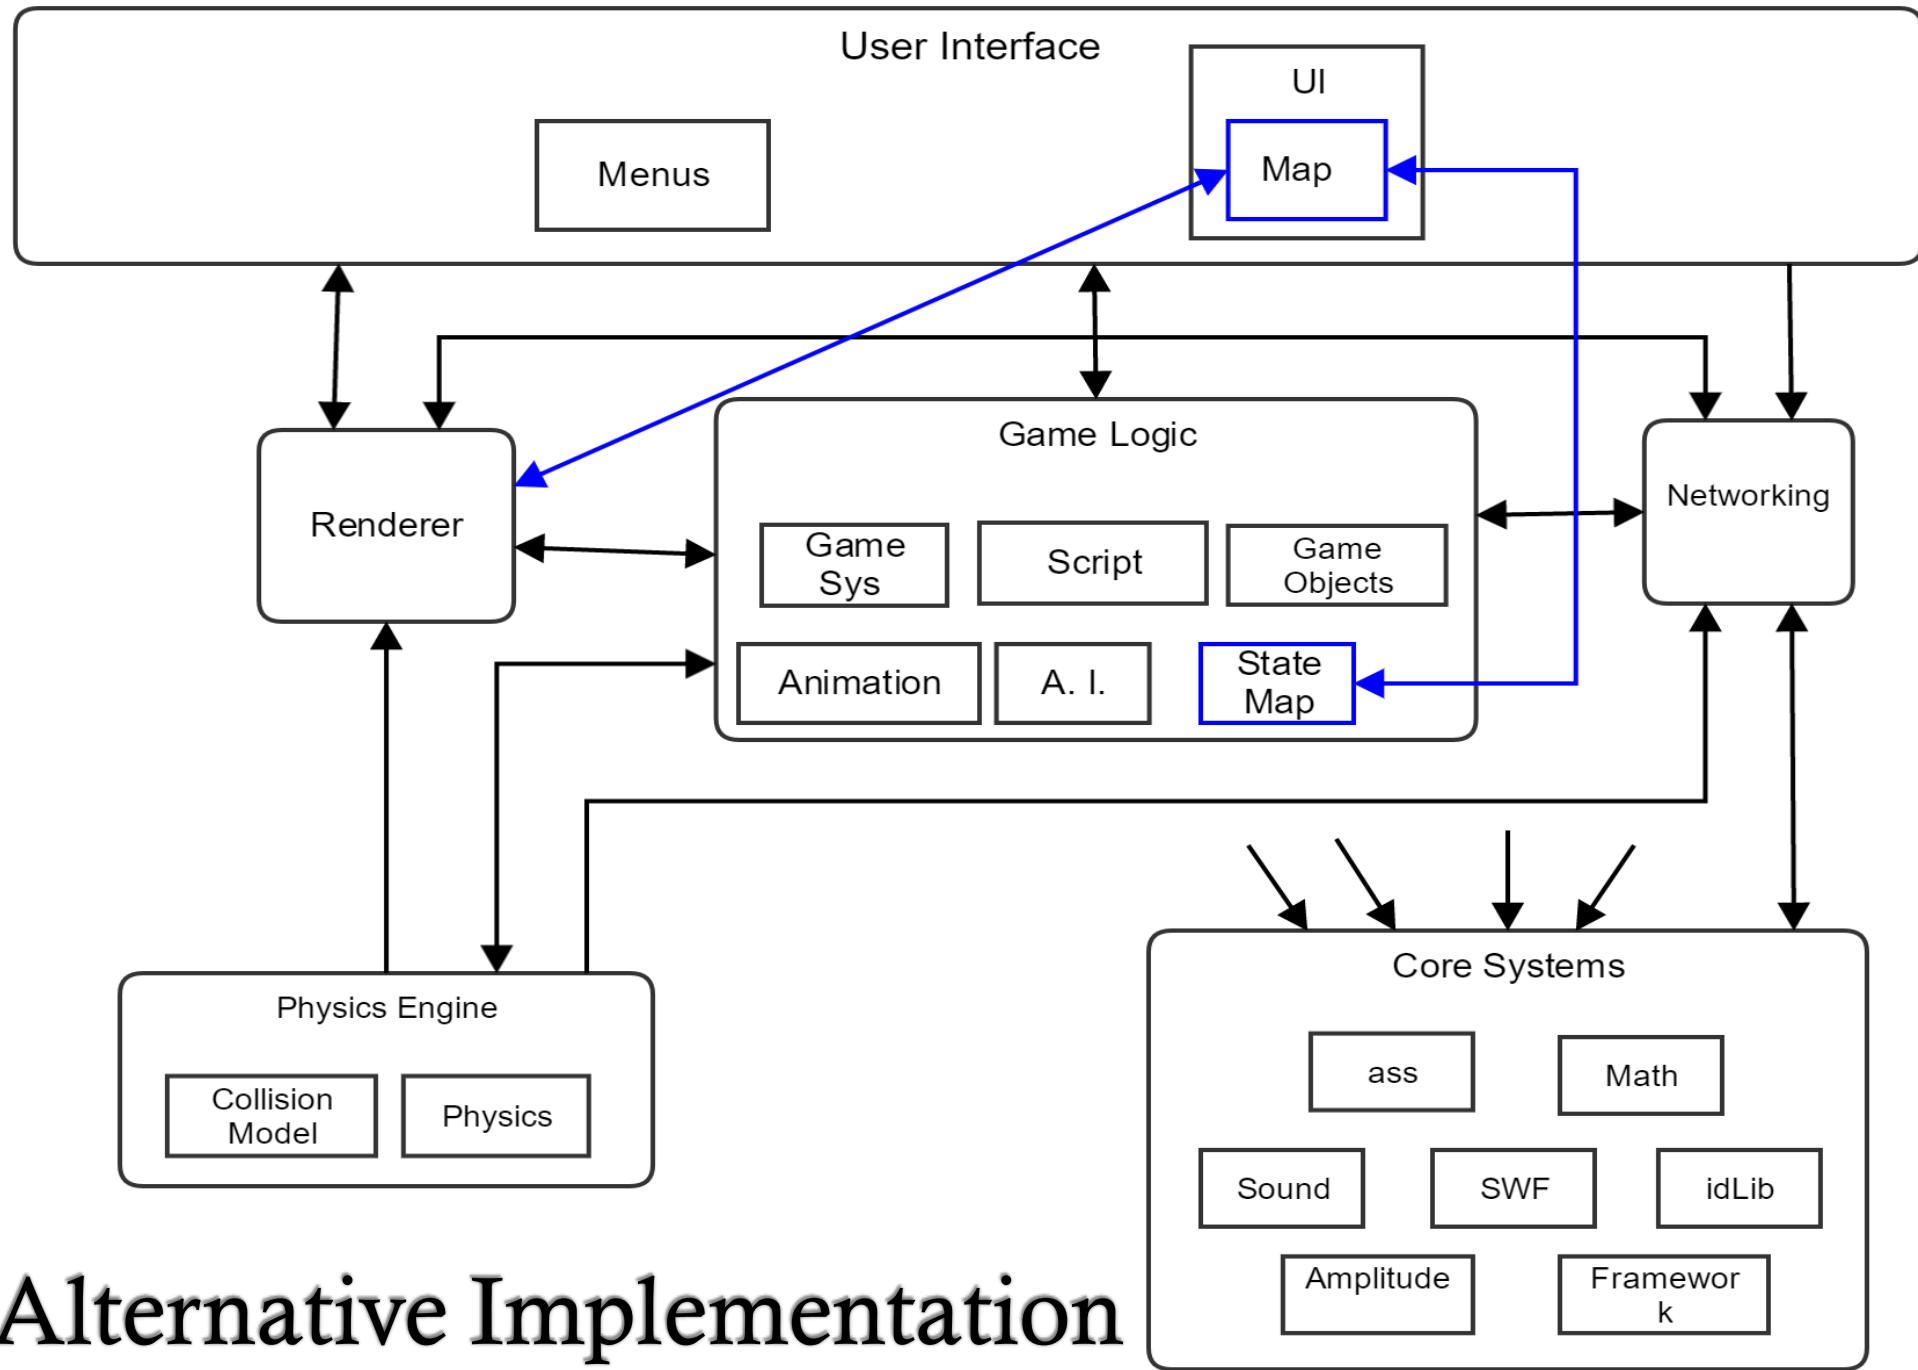 User Interface
UI
Menus
Map
Game Logic
Renderer
Networking
Game
Sys
Script
Game
Objects
Animation
A. I.
State
Map
Core Systems
Physics Engine
Collision
Model
Physics
ass
Math
Sound
SWF
idLib
Amplitude
Framewor
k
Alternative Implementation